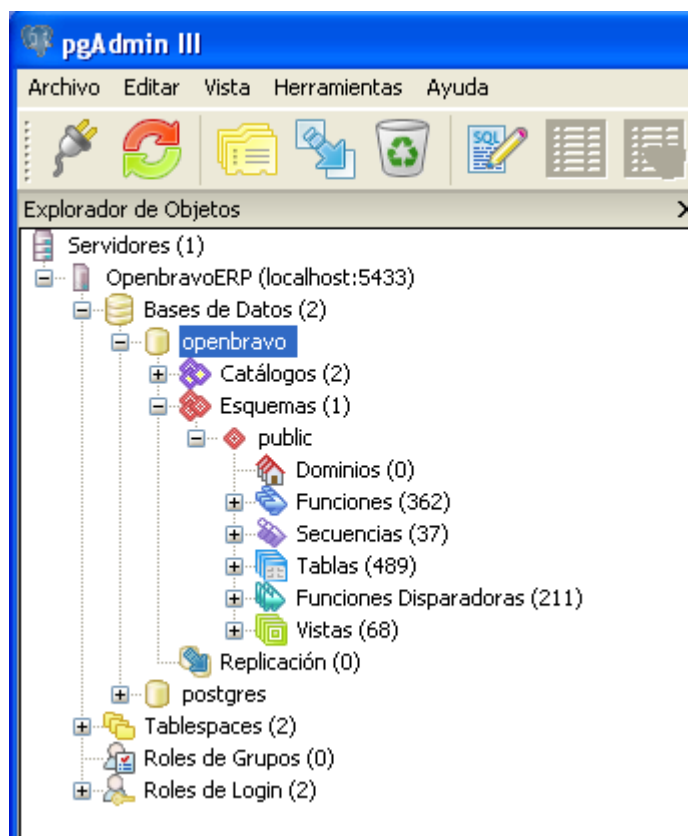 pgAdmin III
Archivo Editar Vista Herramientas Ayuda
SQL
Explorador de Objetos
Servidores (1)
OpenbravoERP (localhost:5433)
Bases de Datos (2)
openbravo
Catálogos (2)
Esquemas (1)
public
Dominios (0)
Funciones (362)
Secuencias (37)
Tablas (489)
Funciones Disparadoras (211)
Vistas (68)
Replicación (0)
postgres
Tablespaces (2)
Roles de Grupos (0)
Roles de Login (2)